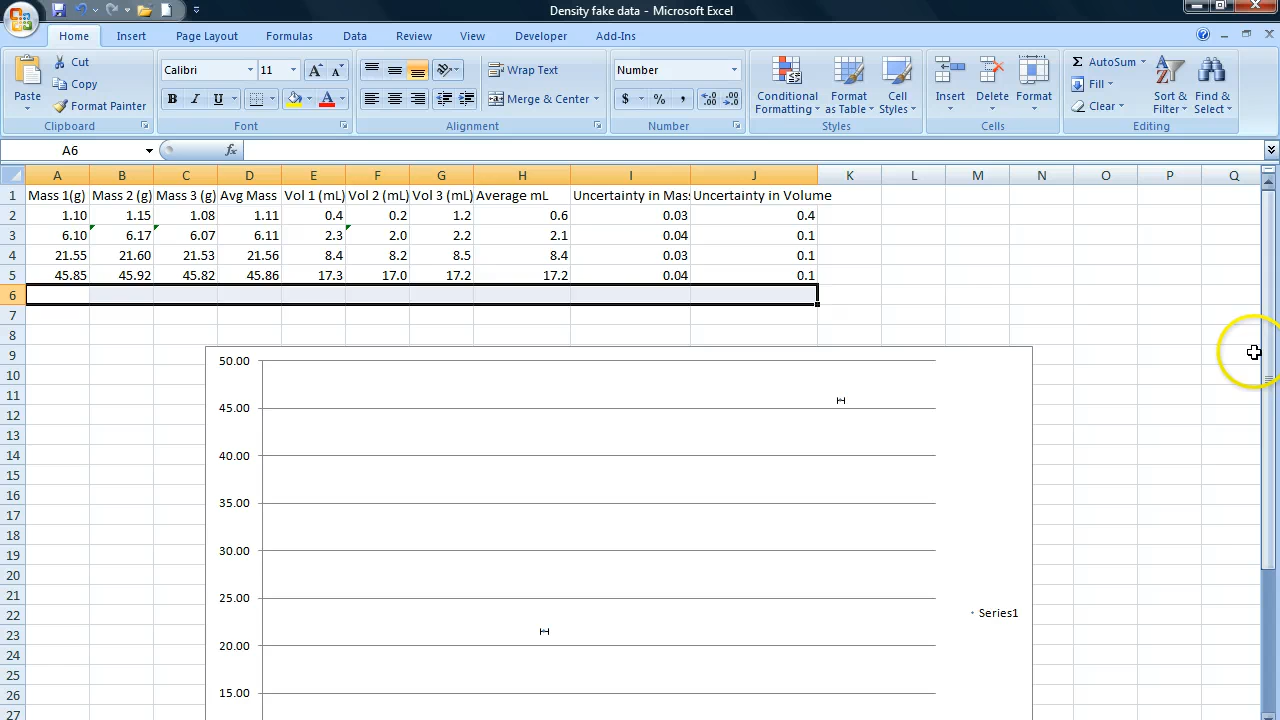 Density fake data - Microsoft Excel
Home Insert Page Layout Formulas Data Review View Developer Add-Ins
Cut
Calibri 11
Wrap Text
Number
AutoSum
Copy
Fill
Paste
Format Painter
B I U
Merge & Center
$ % ,
Conditional Formatting
Format as Table
Cell Styles
Insert Delete Format
Clear
Sort & Filter
Find & Select
Clipboard Font Alignment Number Styles Cells Editing
A6 fx
A B C D E F G H I J K L M N O P Q
1 Mass 1(g) Mass 2 (g) Mass 3 (g) Avg Mass Vol 1 (mL) Vol 2 (mL) Vol 3 (mL) Average mL Uncertainty in Mas Uncertainty in Volume
2 1.10 1.15 1.08 1.11 0.4 0.2 1.2 0.6 0.03 0.4
3 6.10 6.17 6.07 6.11 2.3 2.0 2.2 2.1 0.04 0.1
4 21.55 21.60 21.53 21.56 8.4 8.2 8.5 8.4 0.03 0.1
5 45.85 45.92 45.82 45.86 17.3 17.0 17.2 17.2 0.04 0.1
6
7
8
9 50.00
10
11
12 45.00
13
14 40.00
15
16
17 35.00
18
19 30.00
20
21 25.00
22 Series1
23
24 20.00
25
26 15.00
27